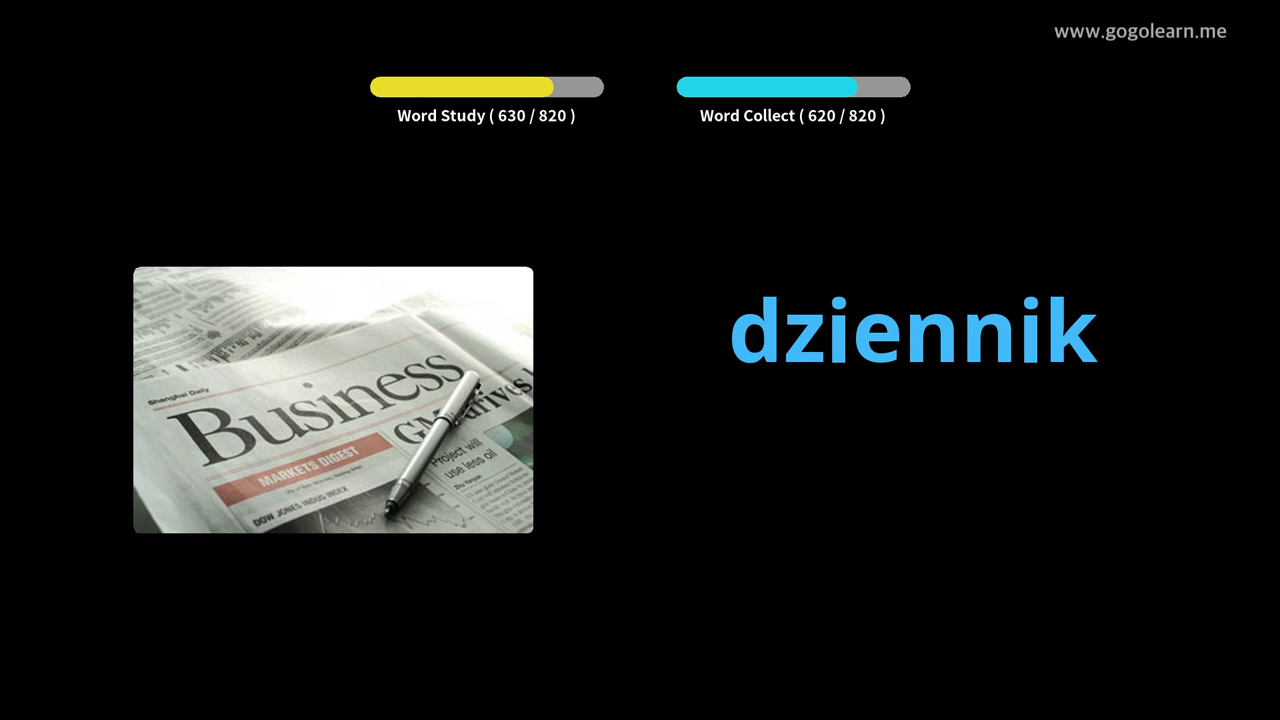 www.gogolearn.me
Word Study ( 630 / 820 )
Word Collect ( 620 / 820 )
dziennik
Shanghai Daily
Business
MARKETS DIGEST
DOW JONES INDUS INDEX
GM drives
Project will
use less oil